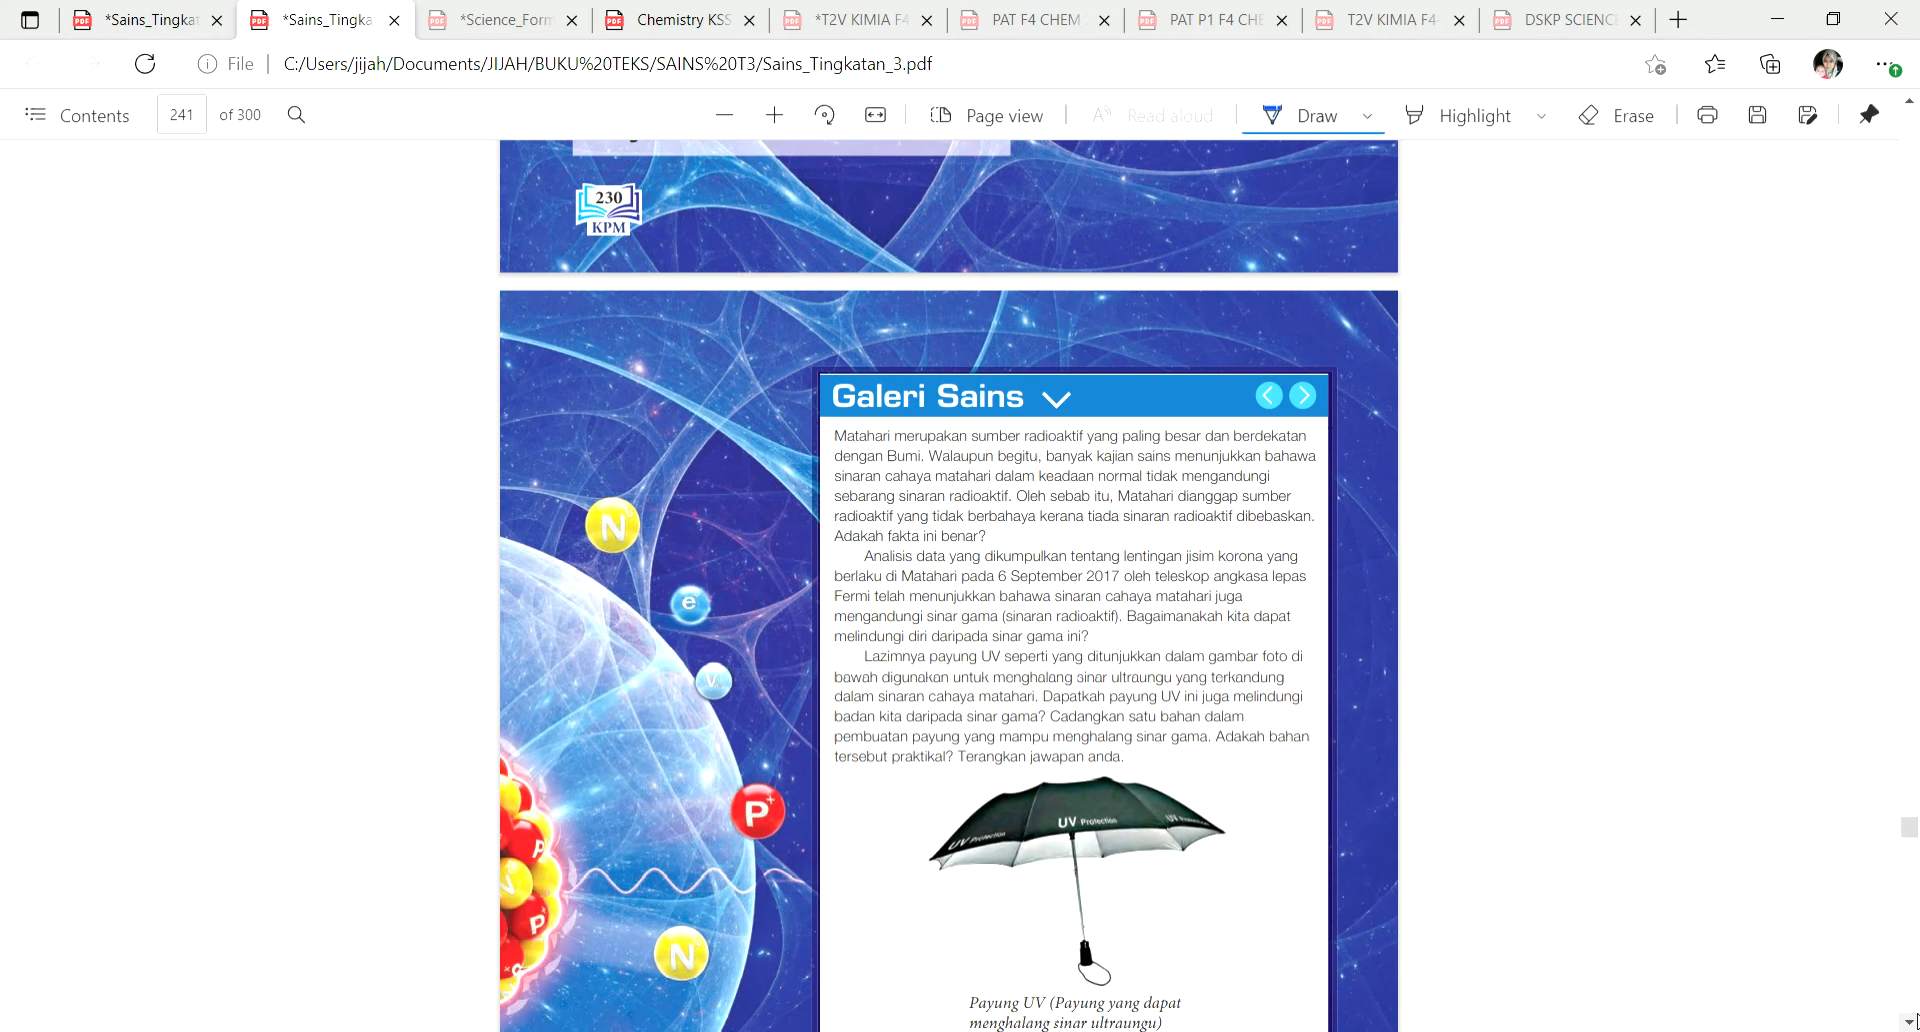 *Sains_Tingkat
*Sains_Tingka
*Science_Form
Chemistry KSS
*T2V KIMIA F4
PAT F4 CHEM
PAT P1 F4 CHE
T2V KIMIA F4-
DSKP SCIENCE
File
C:/Users/jijah/Documents/JIJAH/BUKU%20TEKS/SAINS%20T3/Sains_Tingkatan_3.pdf
Contents
241
of 300
Page view
Read aloud
Draw
Highlight
Erase
230
KPM
Galeri Sains
Matahari merupakan sumber radioaktif yang paling besar dan berdekatan
dengan Bumi. Walaupun begitu, banyak kajian sains menunjukkan bahawa
sinaran cahaya matahari dalam keadaan normal tidak mengandungi
sebarang sinaran radioaktif. Oleh sebab itu, Matahari dianggap sumber
radioaktif yang tidak berbahaya kerana tiada sinaran radioaktif dibebaskan.
Adakah fakta ini benar?
Analisis data yang dikumpulkan tentang lentingan jisim korona yang
berlaku di Matahari pada 6 September 2017 oleh teleskop angkasa lepas
Fermi telah menunjukkan bahawa sinaran cahaya matahari juga
mengandungi sinar gama (sinaran radioaktif). Bagaimanakah kita dapat
melindungi diri daripada sinar gama ini?
Lazimnya payung UV seperti yang ditunjukkan dalam gambar foto di
bawah digunakan untuk menghalang sinar ultraungu yang terkandung
dalam sinaran cahaya matahari. Dapatkah payung UV ini juga melindungi
badan kita daripada sinar gama? Cadangkan satu bahan dalam
pembuatan payung yang mampu menghalang sinar gama. Adakah bahan
tersebut praktikal? Terangkan jawapan anda.
UV Protection
UV Protection
Payung UV (Payung yang dapat
menghalang sinar ultraungu)
N
e-
V
P+
P
N
P
N